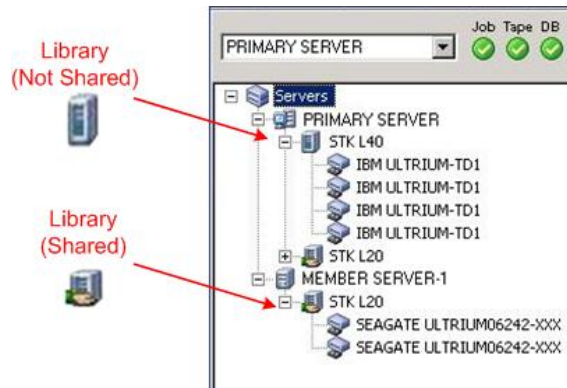 Library
(Not Shared)
Library
(Shared)
PRIMARY SERVER
Job Tape DB
Servers
PRIMARY SERVER
STK L40
IBM ULTRIUM-TD1
IBM ULTRIUM-TD1
IBM ULTRIUM-TD1
IBM ULTRIUM-TD1
STK L20
MEMBER SERVER-1
STK L20
SEAGATE ULTRIUM06242-XXX
SEAGATE ULTRIUM06242-XXX